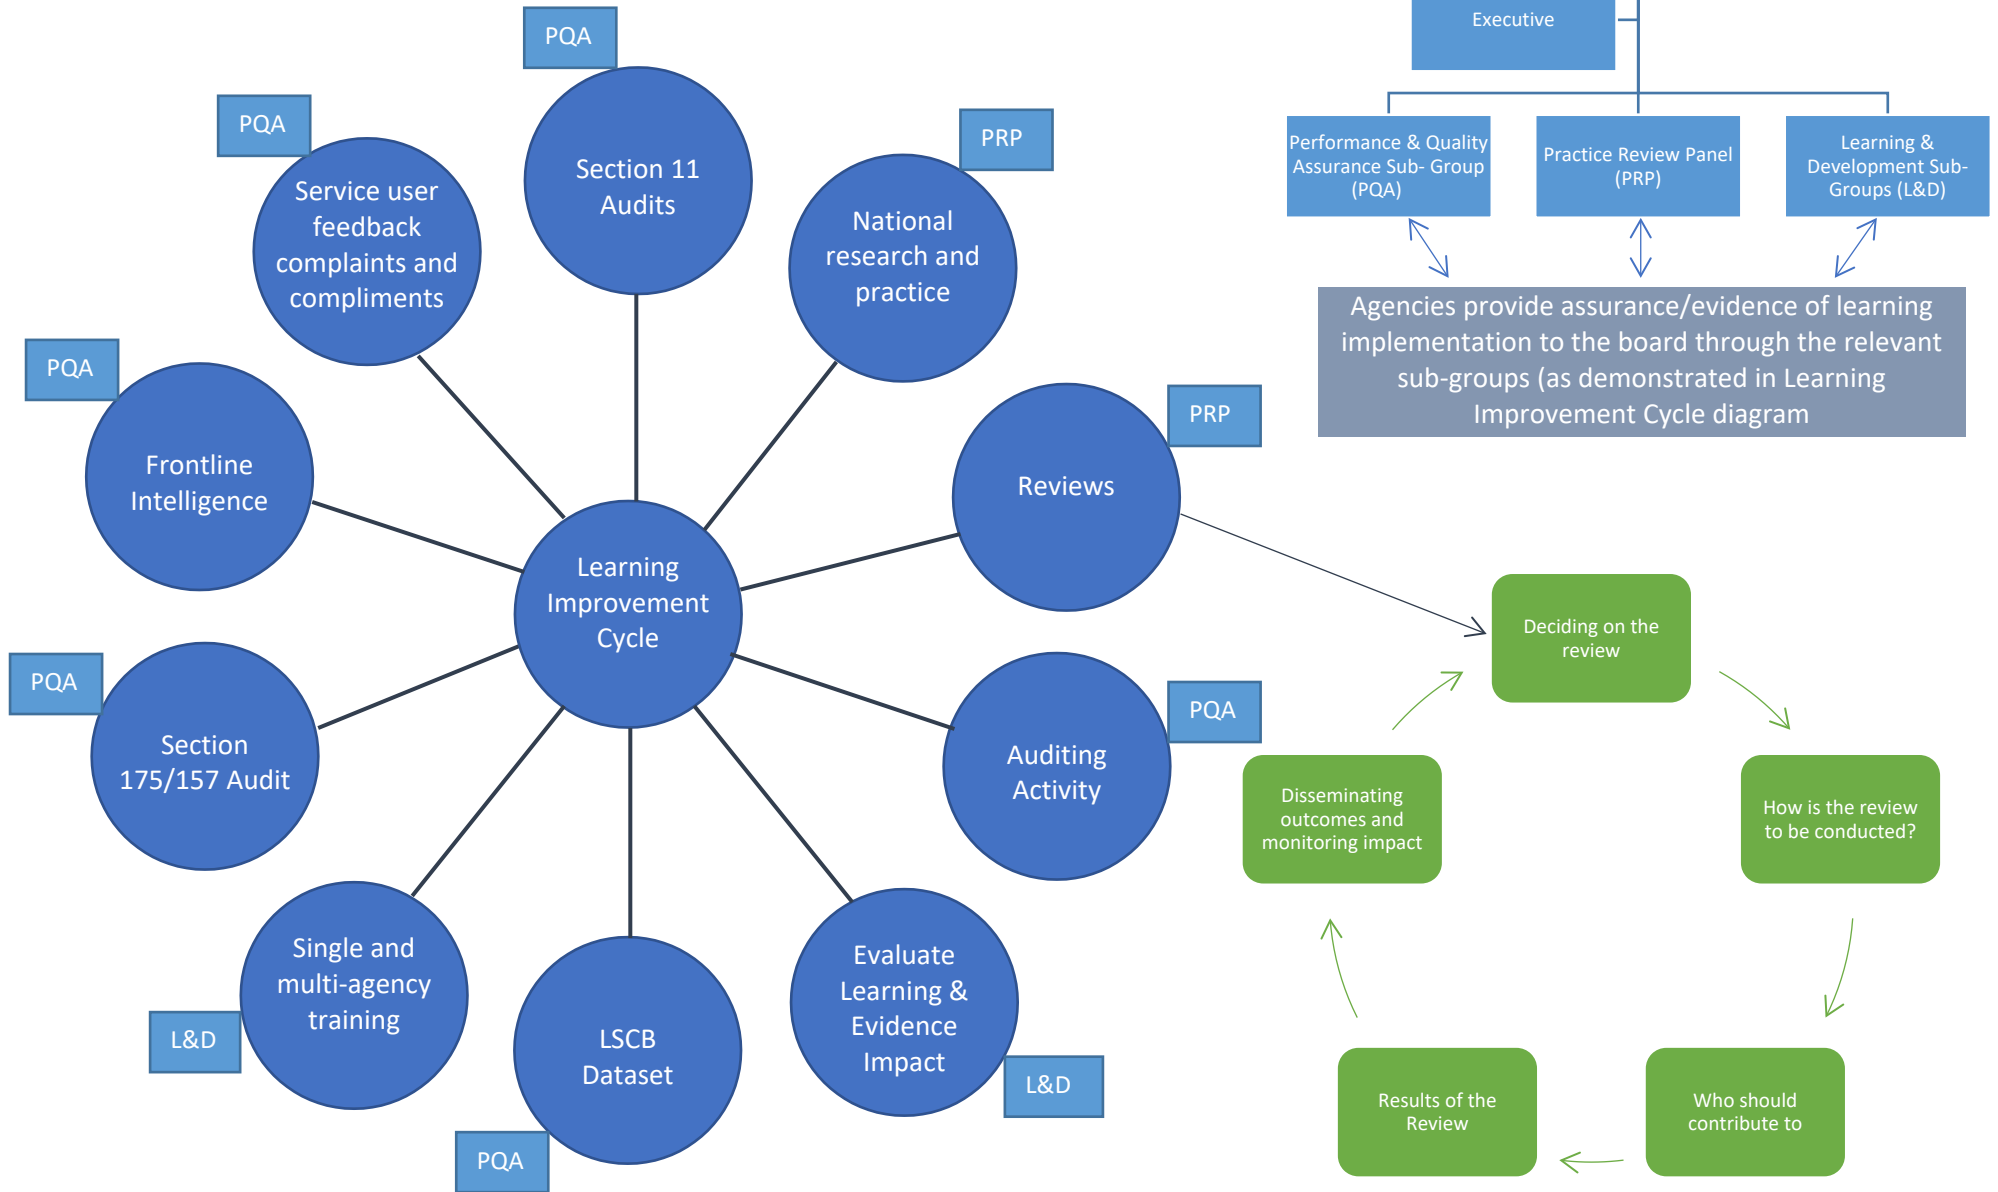 PQA
Section 11
Audits
PQA
Service user
feedback
complaints and
compliments
PRP
National
research and
practice
PQA
Frontline
Intelligence
PRP
Reviews
Learning
Improvement
Cycle
PQA
Section
175/157 Audit
PQA
Auditing
Activity
Single and
multi-agency
training
L&D
LSCB
Dataset
PQA
Evaluate
Learning &
Evidence
Impact
L&D
Executive
Performance & Quality
Assurance Sub- Group
(PQA)
Practice Review Panel
(PRP)
Learning &
Development Sub-
Groups (L&D)
Agencies provide assurance/evidence of learning
implementation to the board through the relevant
sub-groups (as demonstrated in Learning
Improvement Cycle diagram
Deciding on the
review
How is the review
to be conducted?
Who should
contribute to
Results of the
Review
Disseminating
outcomes and
monitoring impact